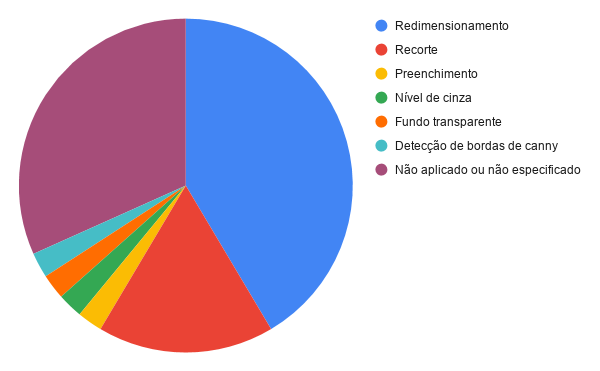 Redimensionamento
Recorte
Preenchimento
Nível de cinza
Fundo transparente
Detecção de bordas de canny
Não aplicado ou não especificado